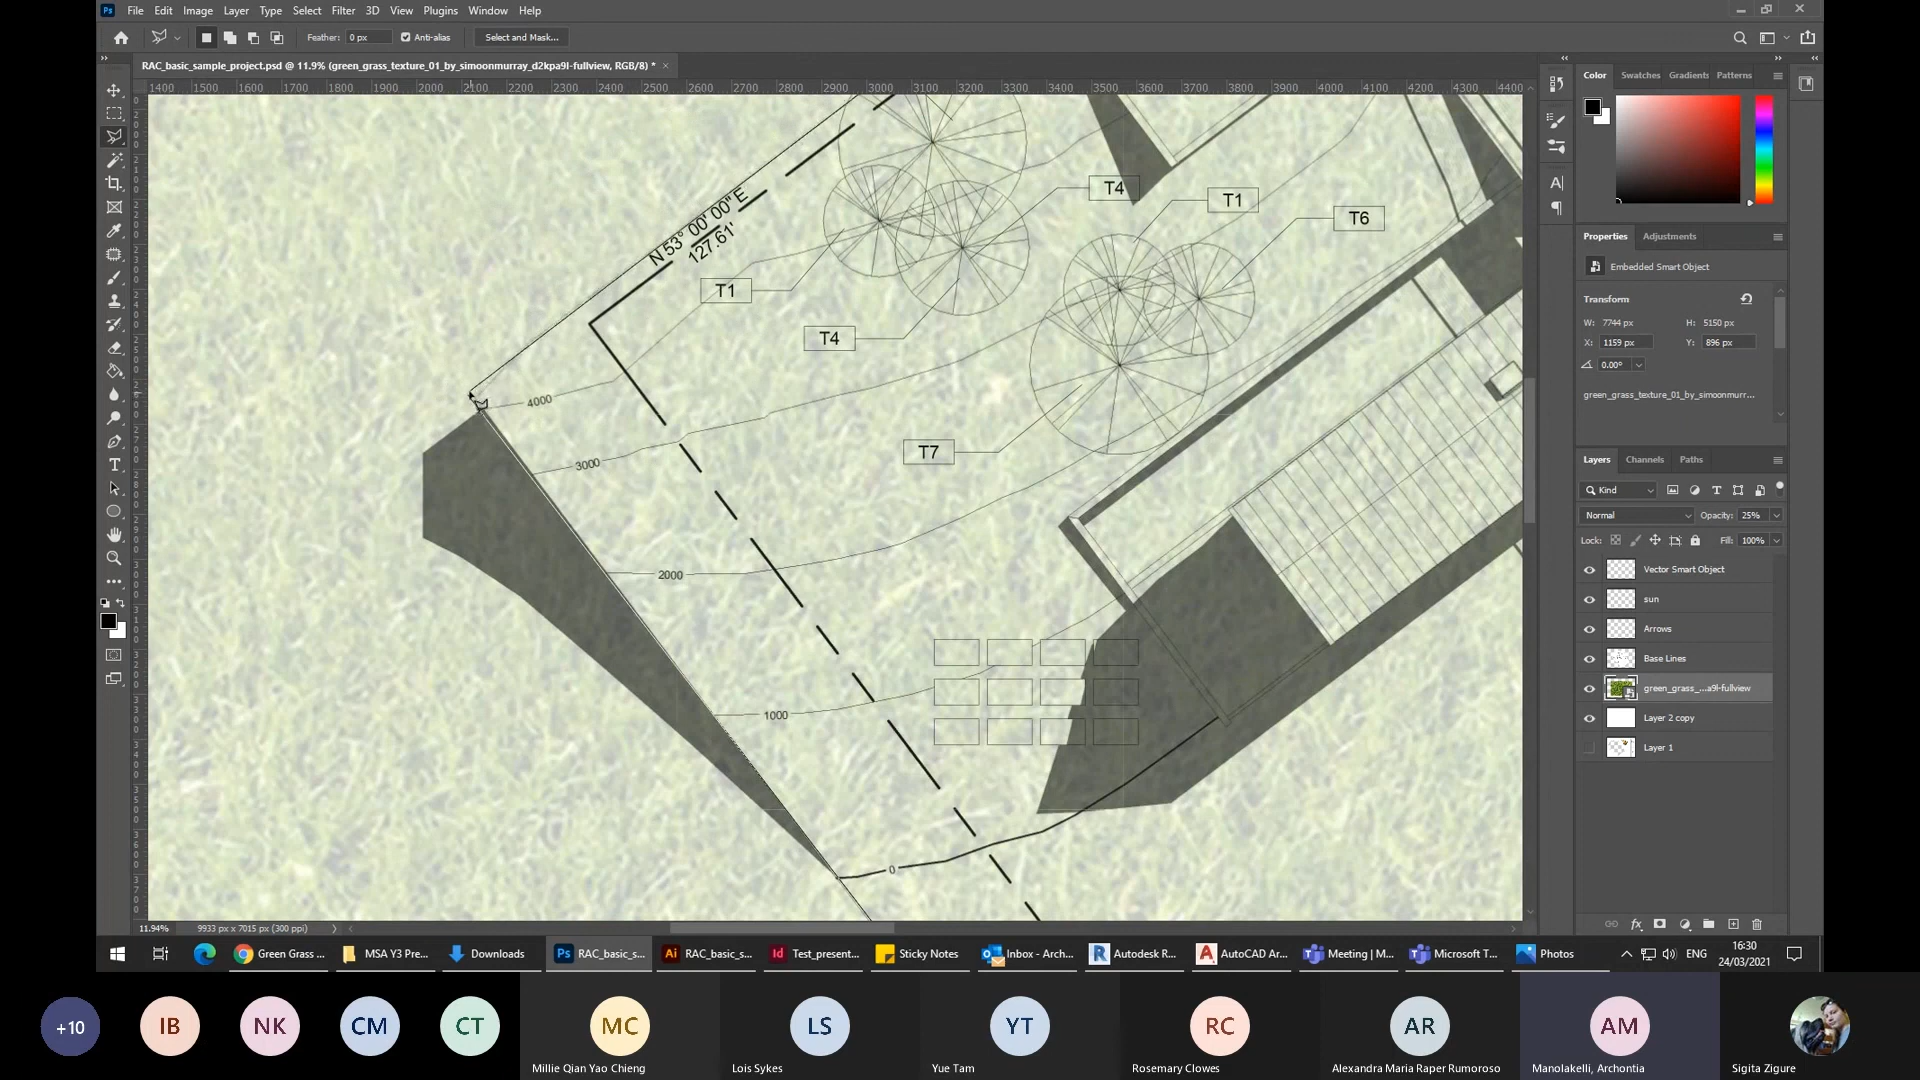 Ps File Edit Image Layer Type Select Filter 3D View Plugins Window Help
Feather: 0 px Anti-alias Select and Mask...
RAC_basic_sample_project.psd @ 11.9% (green_grass_texture_01_by_simoonmurray_d2kpa9l-fullview, RGB/8) *
1400 1500 1600 1700 1800 1900 2000 2100 2200 2300 2400 2500 2600 2700 2800 2900 3000 3100 3200 3300 3400 3500 3600 3700 3800 3900 4000 4100 4200 4300 4400
N 53° 00' 00" E
127.61'
T4
T1
T6
T1
T4
T7
4000
3000
2000
1000
0
Color Swatches Gradients Patterns
Properties Adjustments
Embedded Smart Object
Transform
W: 7744 px H: 5150 px
X: 1159 px Y: 896 px
0.00°
green_grass_texture_01_by_simoonmurr...
Layers Channels Paths
Kind
Normal Opacity: 25%
Lock: Fill: 100%
Vector Smart Object
sun
Arrows
Base Lines
green_grass_...a9l-fullview
Layer 2 copy
Layer 1
11.94% 9933 px x 7015 px (300 ppi)
Green Grass ... MSA Y3 Pre... Downloads Ps RAC_basic_s... Ai RAC_basic_s... Id Test_present... Sticky Notes Inbox - Arch... R Autodesk R... A AutoCAD Ar... Meeting | M... Microsoft T... Photos ENG 16:30
24/03/2021
+10 IB NK CM CT MC LS YT RC AR AM
Millie Qian Yao Chieng Lois Sykes Yue Tam Rosemary Clowes Alexandra Maria Raper Rumoroso Manolakelli, Archontia Sigita Zigure